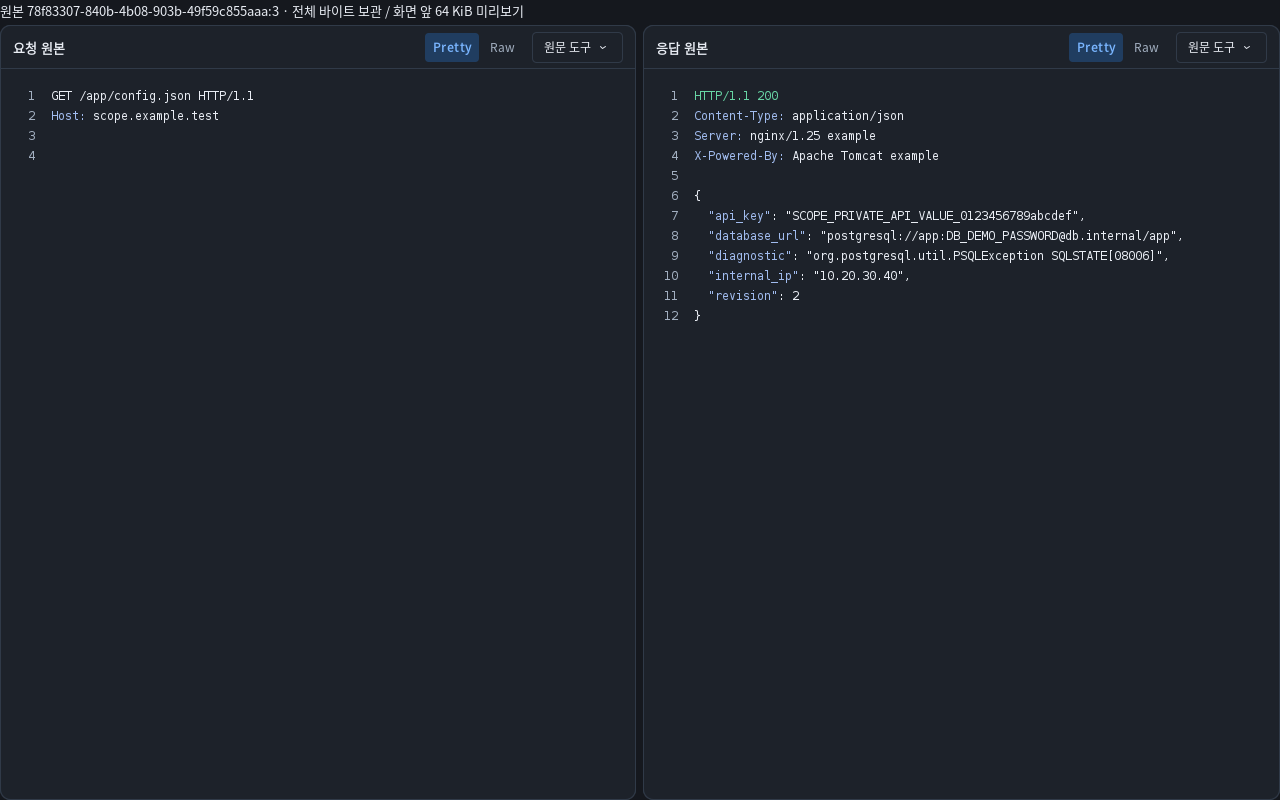 원본 78f83307-840b-4b08-903b-49f59c855aaa:3 · 전체 바이트 보관 / 화면 앞 64 KiB 미리보기
요청 원본
Pretty
Raw
원문 도구
1 GET /app/config.json HTTP/1.1
2 Host: scope.example.test
3
4
응답 원본
Pretty
Raw
원문 도구
1 HTTP/1.1 200
2 Content-Type: application/json
3 Server: nginx/1.25 example
4 X-Powered-By: Apache Tomcat example
5
6 {
7 "api_key": "SCOPE_PRIVATE_API_VALUE_0123456789abcdef",
8 "database_url": "postgresql://app:DB_DEMO_PASSWORD@db.internal/app",
9 "diagnostic": "org.postgresql.util.PSQLException SQLSTATE[08006]",
10 "internal_ip": "10.20.30.40",
11 "revision": 2
12 }